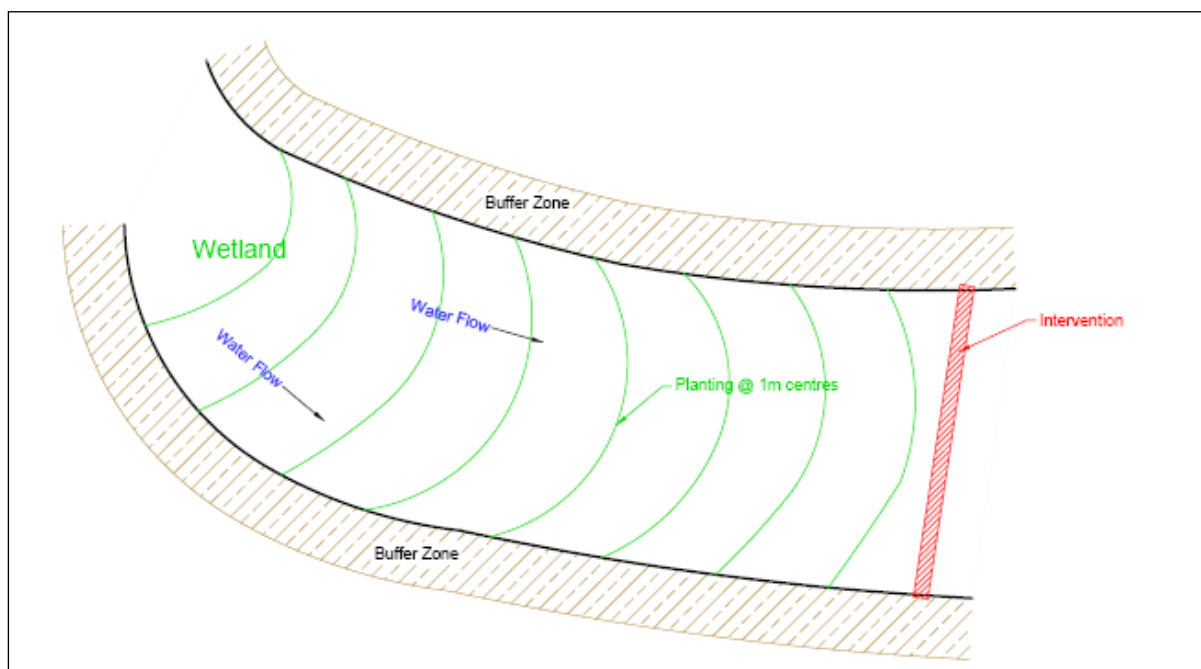 Buffer Zone
Wetland
Water Flow
Intervention
Water Flow
Planting @ 1m centres
Buffer Zone